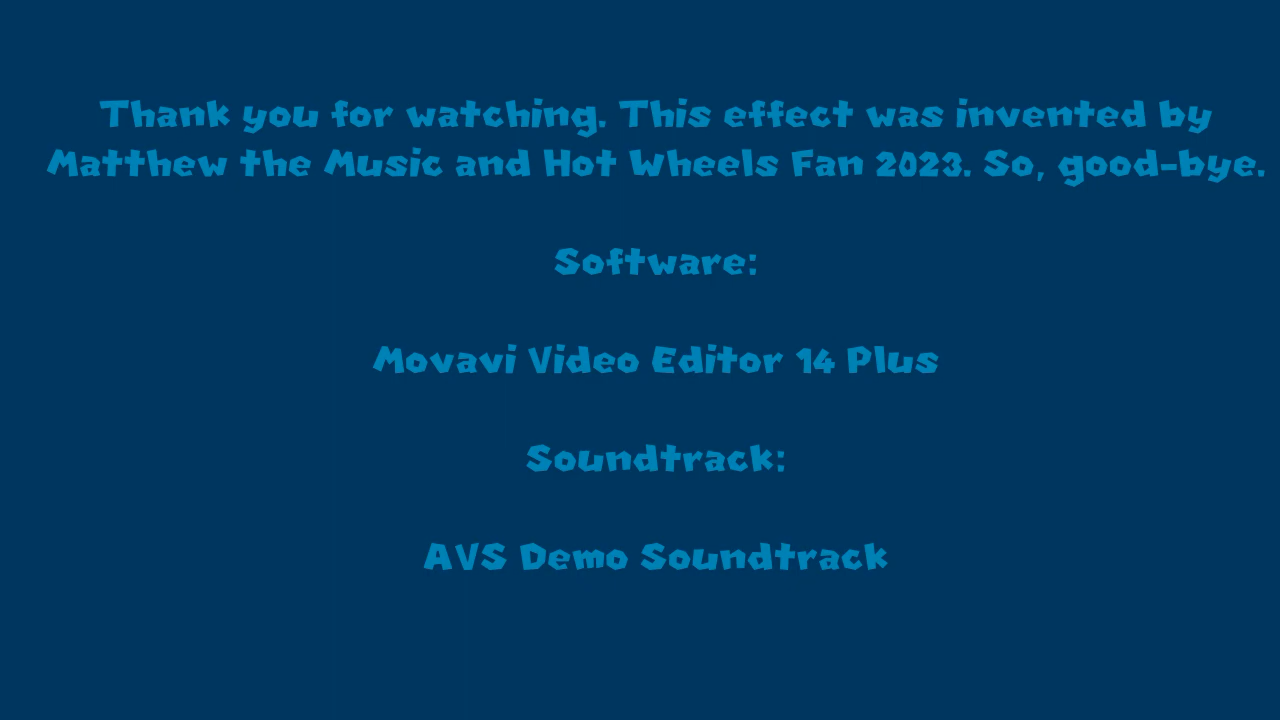 Thank you for watching. This effect was invented by
Matthew the Music and Hot Wheels Fan 2023. So, good-bye.
Software:
Movavi Video Editor 14 Plus
Soundtrack:
AVS Demo Soundtrack